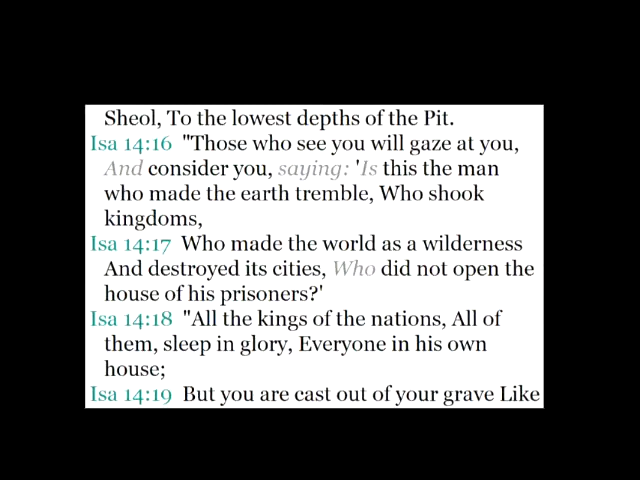 Sheol, To the lowest depths of the Pit.
Isa 14:16 "Those who see you will gaze at you,
And consider you, saying: 'Is this the man
who made the earth tremble, Who shook
kingdoms,
Isa 14:17 Who made the world as a wilderness
And destroyed its cities, Who did not open the
house of his prisoners?'
Isa 14:18 "All the kings of the nations, All of
them, sleep in glory, Everyone in his own
house;
Isa 14:19 But you are cast out of your grave Like